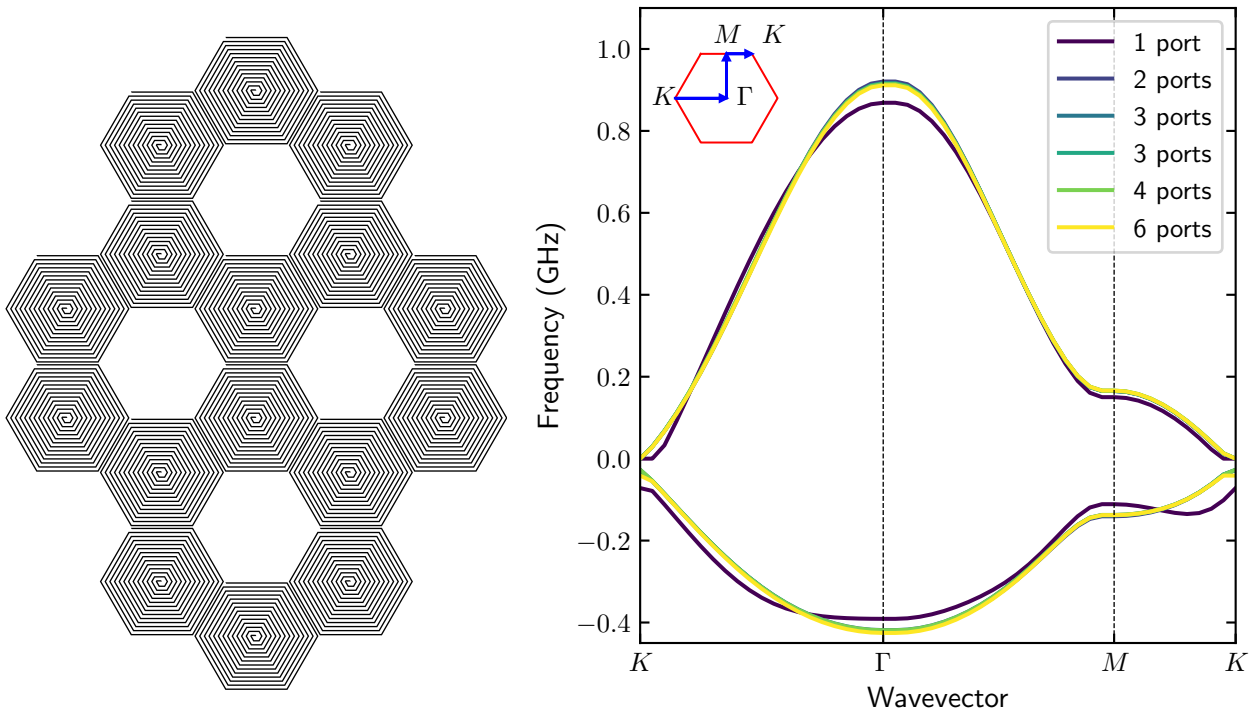 1.0
0.8
0.6
0.4
0.2
0.0
−0.2
−0.4
Frequency (GHz)
M K
K Γ
1 port
2 ports
3 ports
3 ports
4 ports
6 ports
K Γ M K
Wavevector